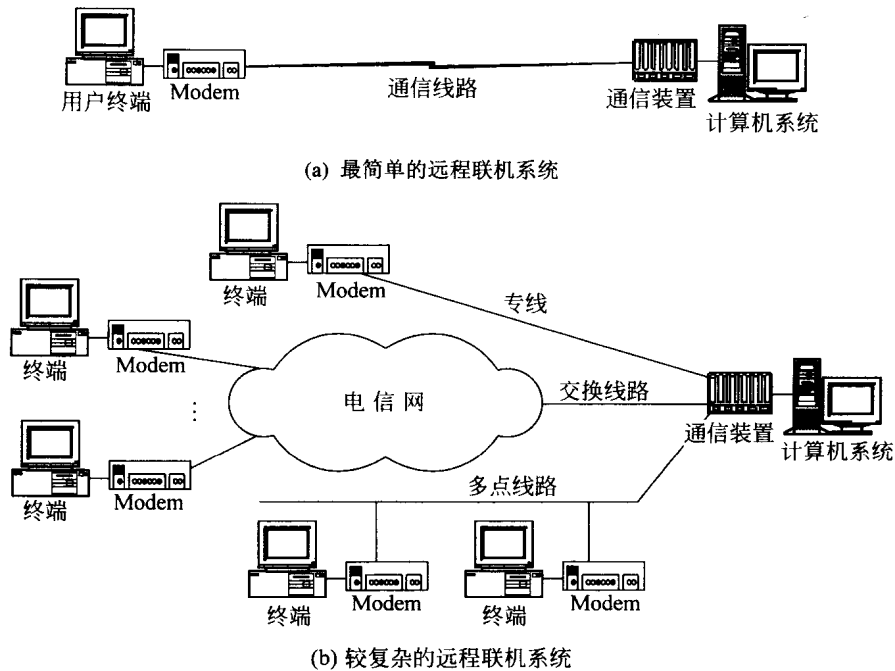 用户终端
Modem
通信线路
通信装置
计算机系统
(a) 最简单的远程联机系统
终端
Modem
专线
终端
Modem
电信网
交换线路
通信装置
计算机系统
终端
Modem
多点线路
终端
Modem
终端
Modem
(b) 较复杂的远程联机系统